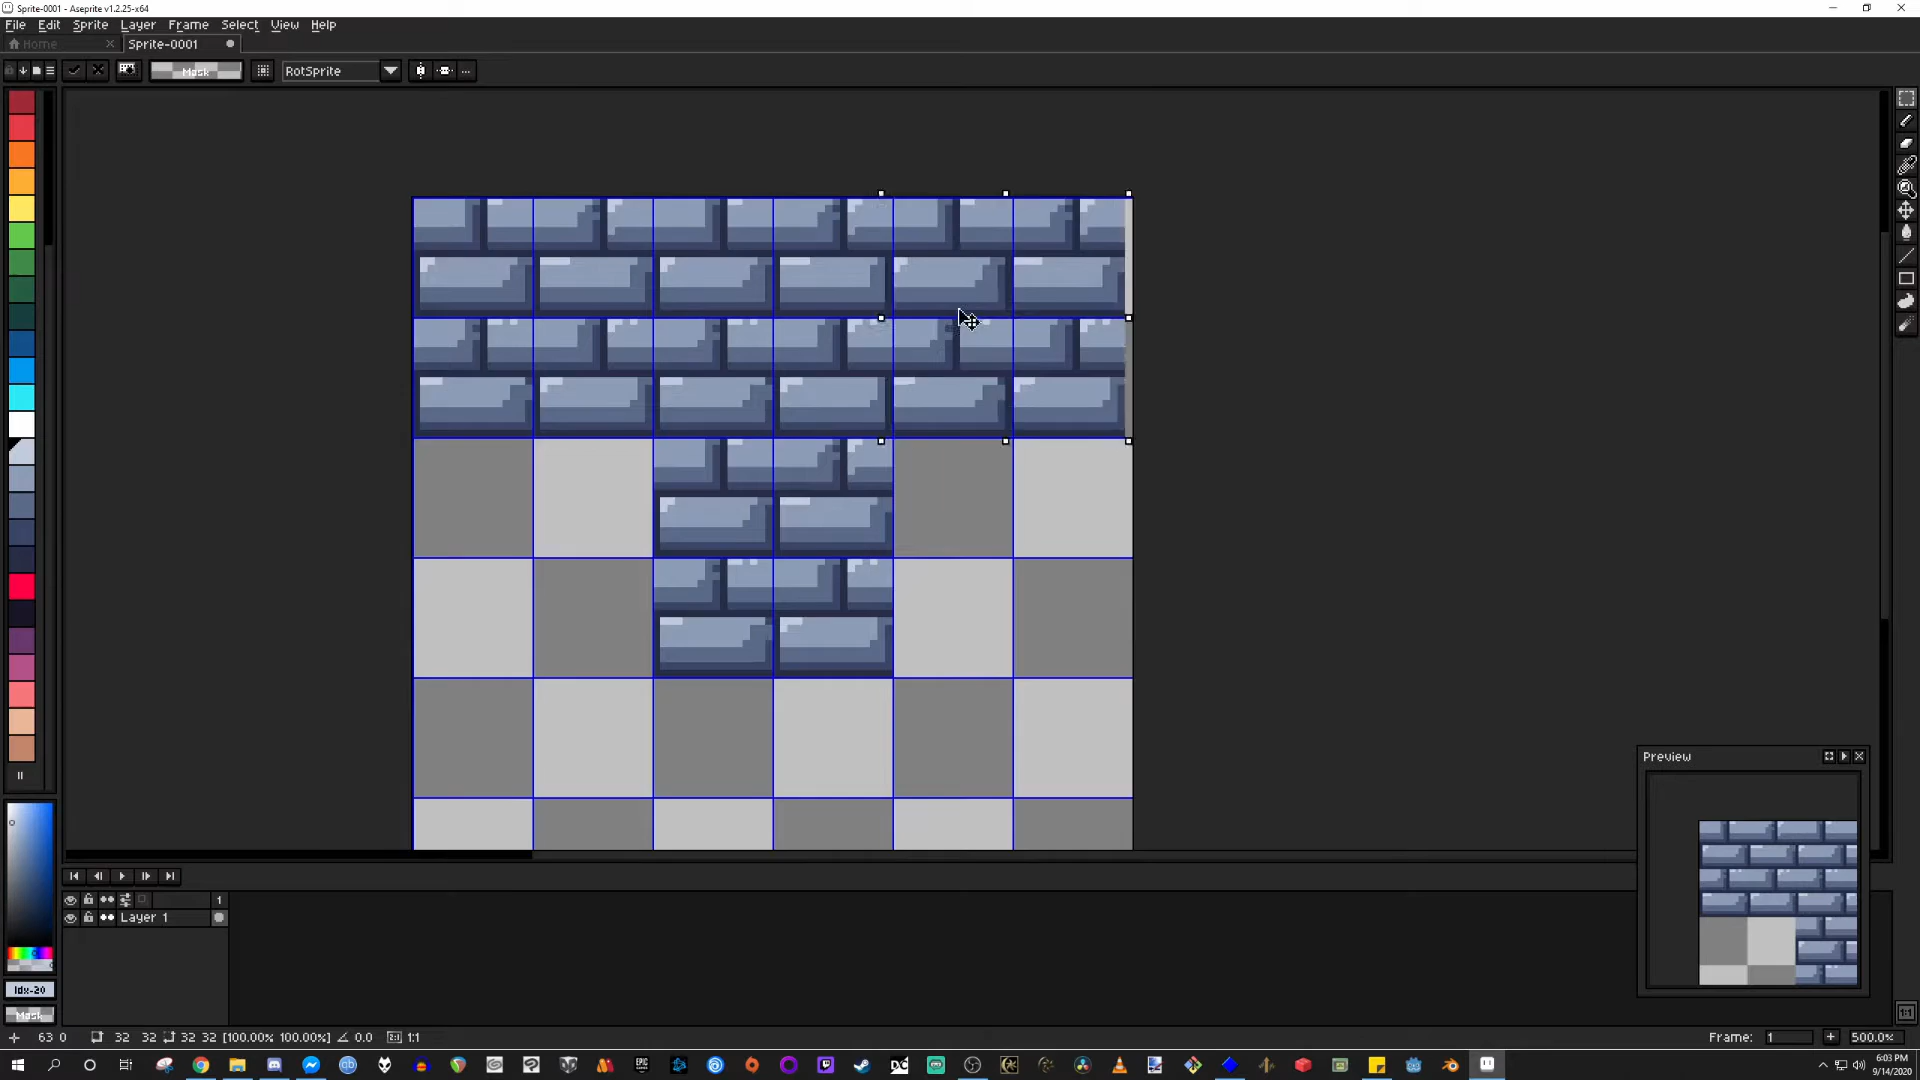 Sprite-0001 - Aseprite v1.2.25-x64
File Edit Sprite Layer Frame Select View Help
Home
Sprite-0001
Mask
RotSprite
...
Preview
1
Layer 1
Idx-20
Mask
63 0 32 32 32 32 [100.00% 100.00%] 0.0 1:1
Frame: 1 500.0%
1:1
6:03 PM
9/14/2020